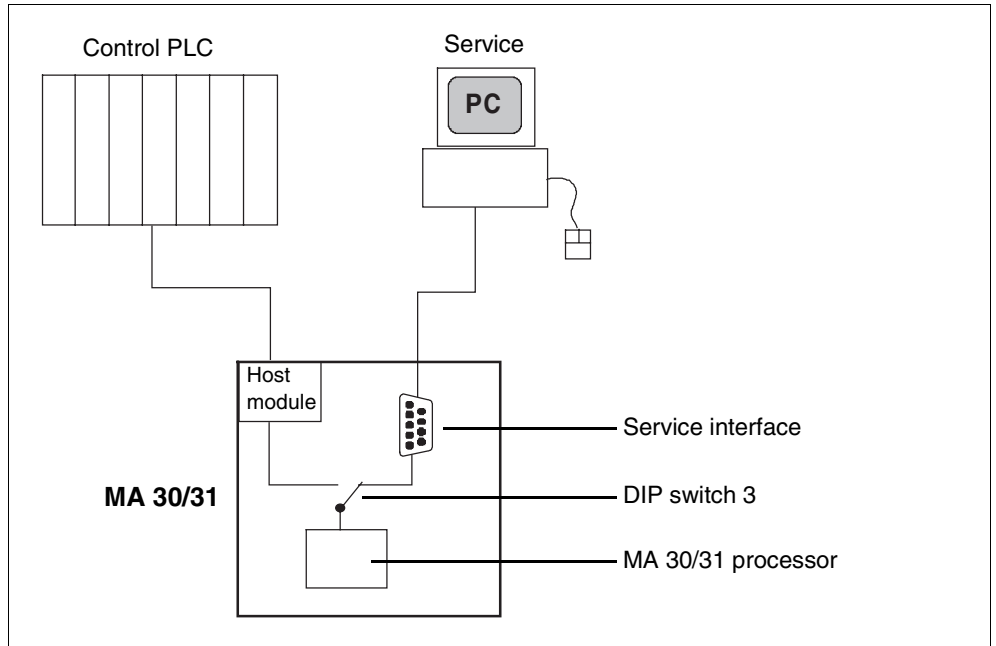 Control PLC
Service
PC
Host
module
Service interface
MA 30/31
DIP switch 3
MA 30/31 processor